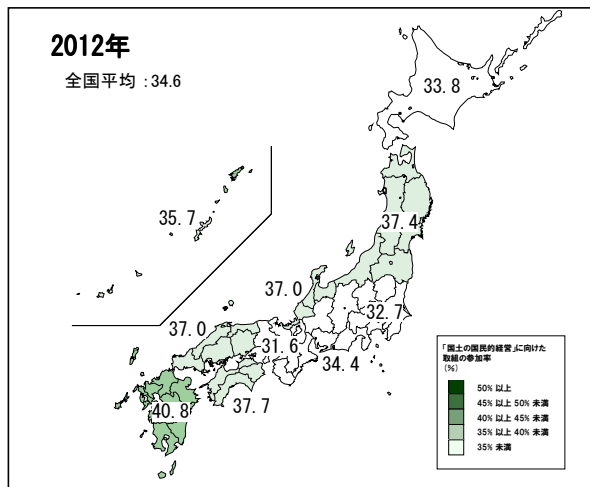 2012年
全国平均 :34.6
33.8
35.7
37.4
37.0
37.0
32.7
31.6
34.4
40.8
37.7
「国土の国民的経営」に向けた
取組の参加率
(%)
50% 以上
45% 以上 50% 未満
40% 以上 45% 未満
35% 以上 40% 未満
35% 未満